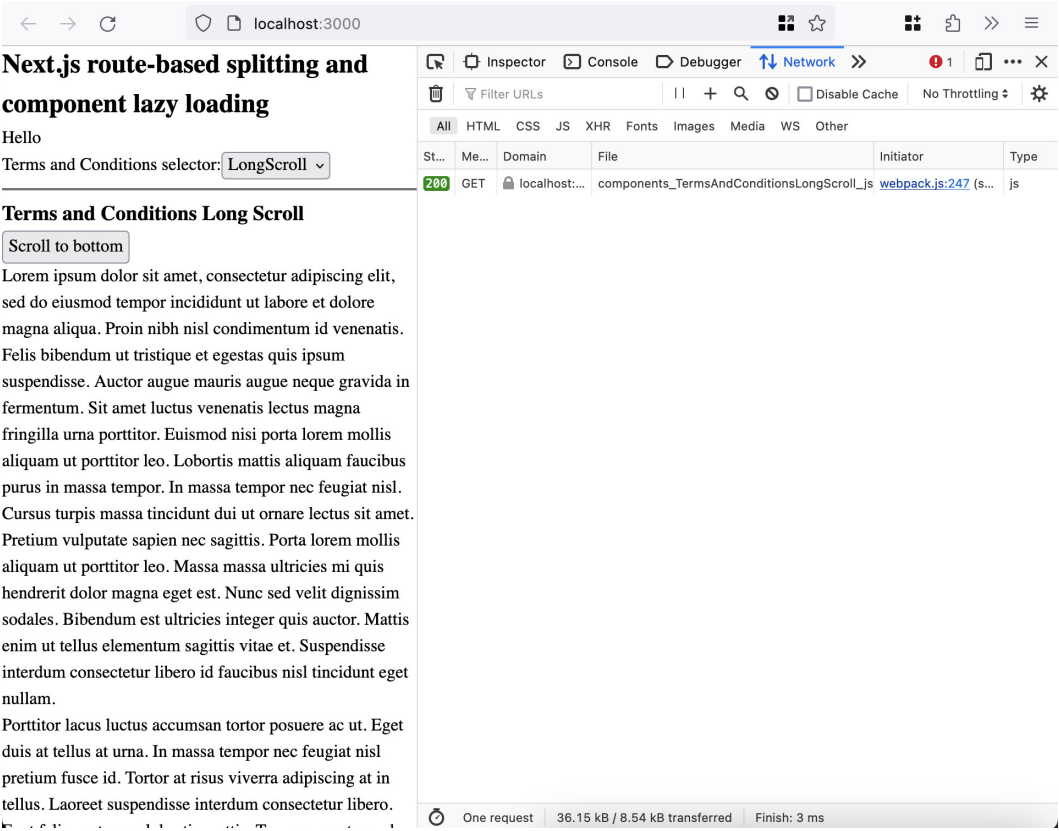 localhost:3000
Next.js route-based splitting and
component lazy loading
Hello
Terms and Conditions selector: LongScroll
Terms and Conditions Long Scroll
Scroll to bottom
Lorem ipsum dolor sit amet, consectetur adipiscing elit,
sed do eiusmod tempor incididunt ut labore et dolore
magna aliqua. Proin nibh nisl condimentum id venenatis.
Felis bibendum ut tristique et egestas quis ipsum
suspendisse. Auctor augue mauris augue neque gravida in
fermentum. Sit amet luctus venenatis lectus magna
fringilla urna porttitor. Euismod nisi porta lorem mollis
aliquam ut porttitor leo. Lobortis mattis aliquam faucibus
purus in massa tempor. In massa tempor nec feugiat nisl.
Cursus turpis massa tincidunt dui ut ornare lectus sit amet.
Pretium vulputate sapien nec sagittis. Porta lorem mollis
aliquam ut porttitor leo. Massa massa ultricies mi quis
hendrerit dolor magna eget est. Nunc sed velit dignissim
sodales. Bibendum est ultricies integer quis auctor. Mattis
enim ut tellus elementum sagittis vitae et. Suspendisse
interdum consectetur libero id faucibus nisl tincidunt eget
nullam.
Porttitor lacus luctus accumsan tortor posuere ac ut. Eget
duis at tellus at urna. In massa tempor nec feugiat nisl
pretium fusce id. Tortor at risus viverra adipiscing at in
tellus. Laoreet suspendisse interdum consectetur libero.
Inspector Console Debugger Network 1
Filter URLs Disable Cache No Throttling
All HTML CSS JS XHR Fonts Images Media WS Other
St... Me... Domain File Initiator Type
200 GET localhost:... components_TermsAndConditionsLongScroll_js webpack.js:247 (s... js
One request 36.15 kB / 8.54 kB transferred Finish: 3 ms